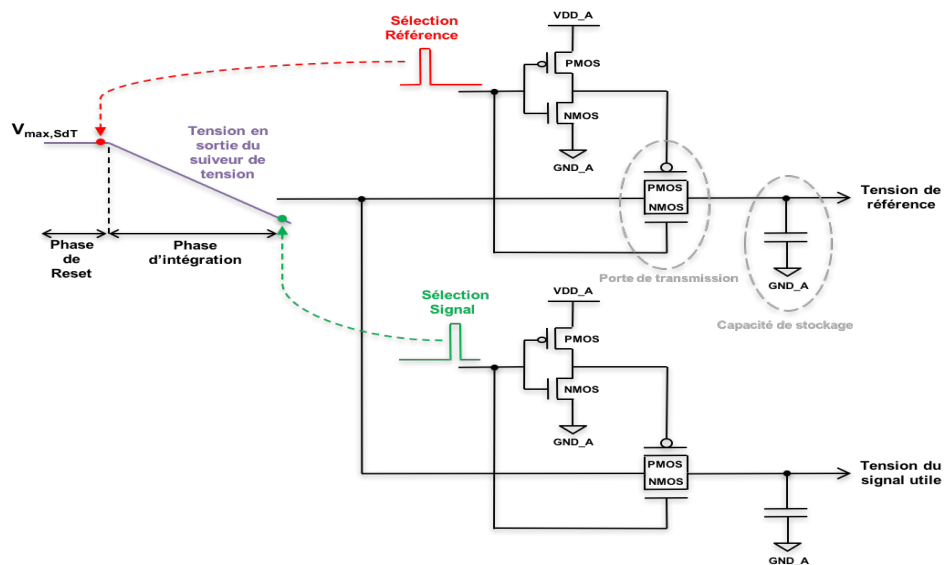 Sélection
Référence
VDD_A
PMOS
NMOS
GND_A
Vmax,SdT
Tension en
sortie du
suiveur de
tension
PMOS
NMOS
Tension de
référence
Phase
de
Reset
Phase
d'intégration
Porte de transmission
GND_A
Capacité de stockage
Sélection
Signal
VDD_A
PMOS
NMOS
GND_A
PMOS
NMOS
Tension du
signal utile
GND_A